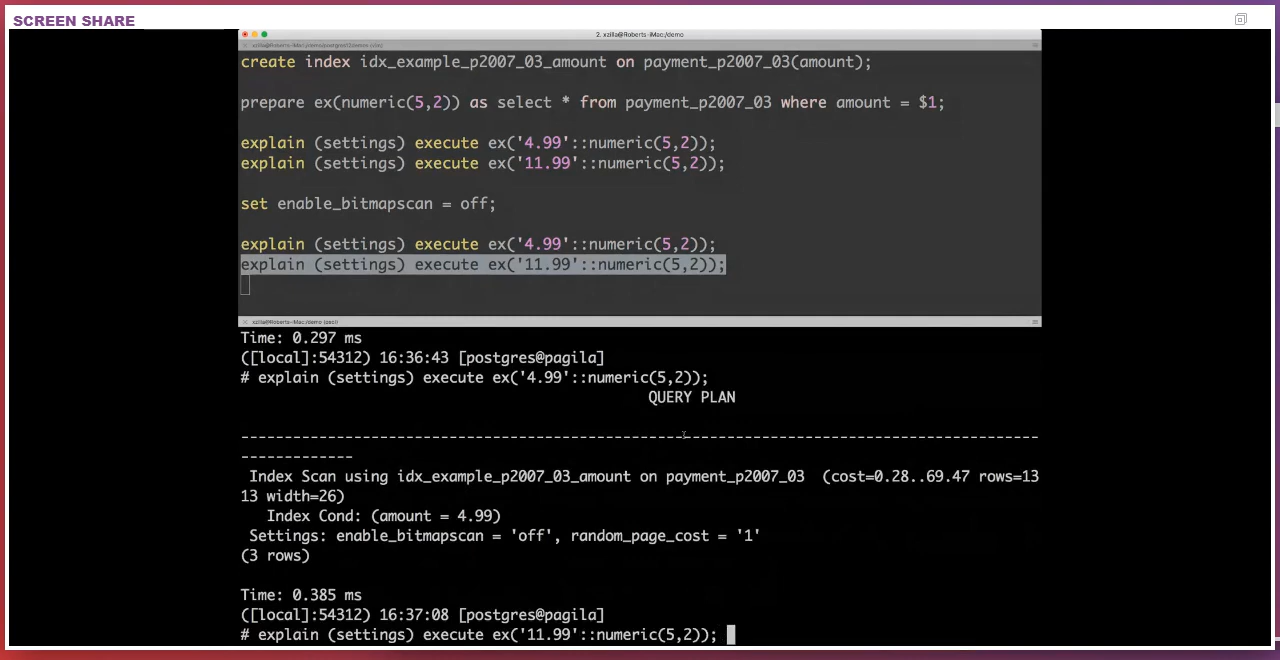 SCREEN SHARE
2. xzilla@Roberts-iMac:/demo
create index idx_example_p2007_03_amount on payment_p2007_03(amount);
prepare ex(numeric(5,2)) as select * from payment_p2007_03 where amount = $1;
explain (settings) execute ex('4.99'::numeric(5,2));
explain (settings) execute ex('11.99'::numeric(5,2));
set enable_bitmapscan = off;
explain (settings) execute ex('4.99'::numeric(5,2));
explain (settings) execute ex('11.99'::numeric(5,2));
xzilla@Roberts-iMac:/demo (psql)
Time: 0.297 ms
([local]:54312) 16:36:43 [postgres@pagila]
# explain (settings) execute ex('4.99'::numeric(5,2));
QUERY PLAN
--------------------------------------------------------------------------------------------
-------------
Index Scan using idx_example_p2007_03_amount on payment_p2007_03 (cost=0.28..69.47 rows=13
13 width=26)
Index Cond: (amount = 4.99)
Settings: enable_bitmapscan = 'off', random_page_cost = '1'
(3 rows)
Time: 0.385 ms
([local]:54312) 16:37:08 [postgres@pagila]
# explain (settings) execute ex('11.99'::numeric(5,2));